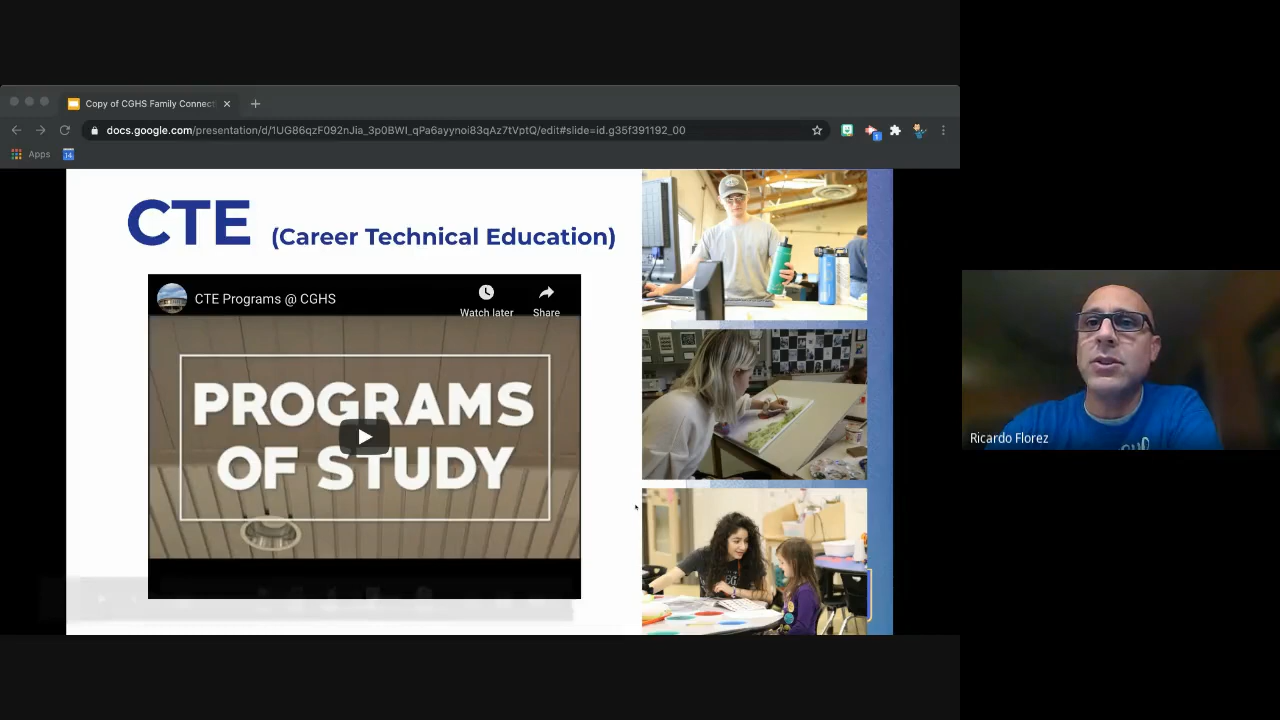 Copy of CGHS Family Connect
docs.google.com/presentation/d/1UG86qzF092nJia_3p0BWI_qPa6ayynoi83qAz7tVptQ/edit#slide=id.g35f391192_00
1
Apps
14
CTE (Career Technical Education)
CTE Programs @ CGHS
Watch later
Share
PROGRAMS
OF STUDY
Ricardo Florez